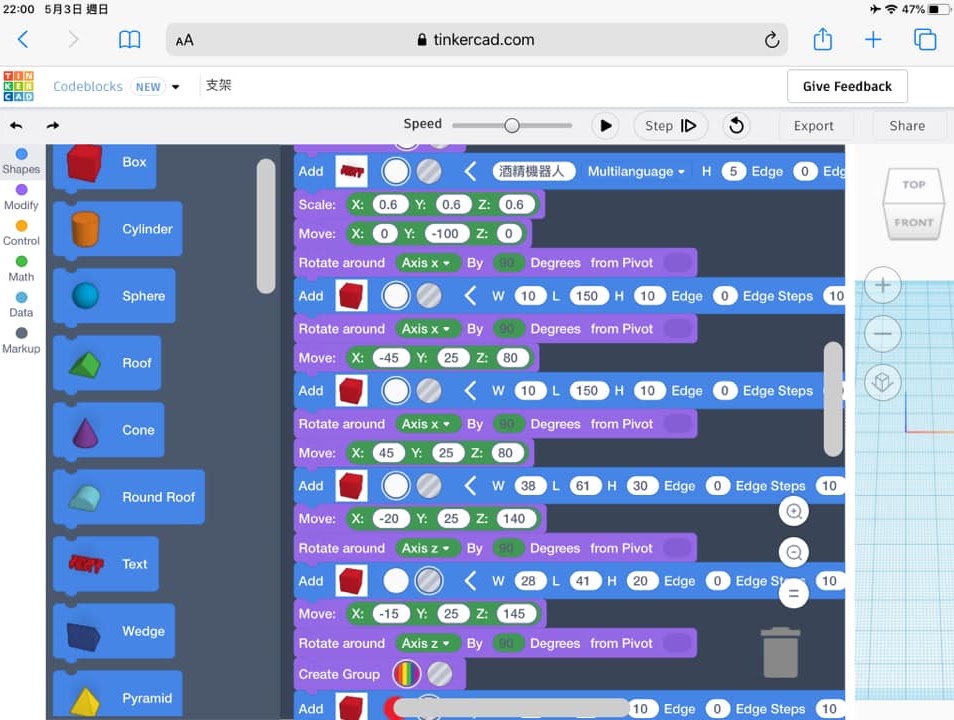 22:00 5月3日 週日 47%
AA tinkercad.com
TIN KER CAD Codeblocks NEW 支架 Give Feedback
Speed Step Export Share
Shapes
Modify
Control
Math
Data
Markup
Box
Cylinder
Sphere
Roof
Cone
Round Roof
Text
Wedge
Pyramid
Add 酒精機器人 Multilanguage H 5 Edge 0 Edg
Scale: X: 0.6 Y: 0.6 Z: 0.6
Move: X: 0 Y: -100 Z: 0
Rotate around Axis x By 90 Degrees from Pivot
Add W 10 L 150 H 10 Edge 0 Edge Steps 10
Rotate around Axis x By 90 Degrees from Pivot
Move: X: -45 Y: 25 Z: 80
Add W 10 L 150 H 10 Edge 0 Edge Steps
Rotate around Axis x By 90 Degrees from Pivot
Move: X: 45 Y: 25 Z: 80
Add W 38 L 61 H 30 Edge 0 Edge Steps 10
Move: X: -20 Y: 25 Z: 140
Rotate around Axis z By 90 Degrees from Pivot
Add W 28 L 41 H 20 Edge 0 Edge Steps 10
Move: X: -15 Y: 25 Z: 145
Rotate around Axis z By 90 Degrees from Pivot
Create Group
Add 10 Edge 0 Edge Steps 10
TOP
FRONT